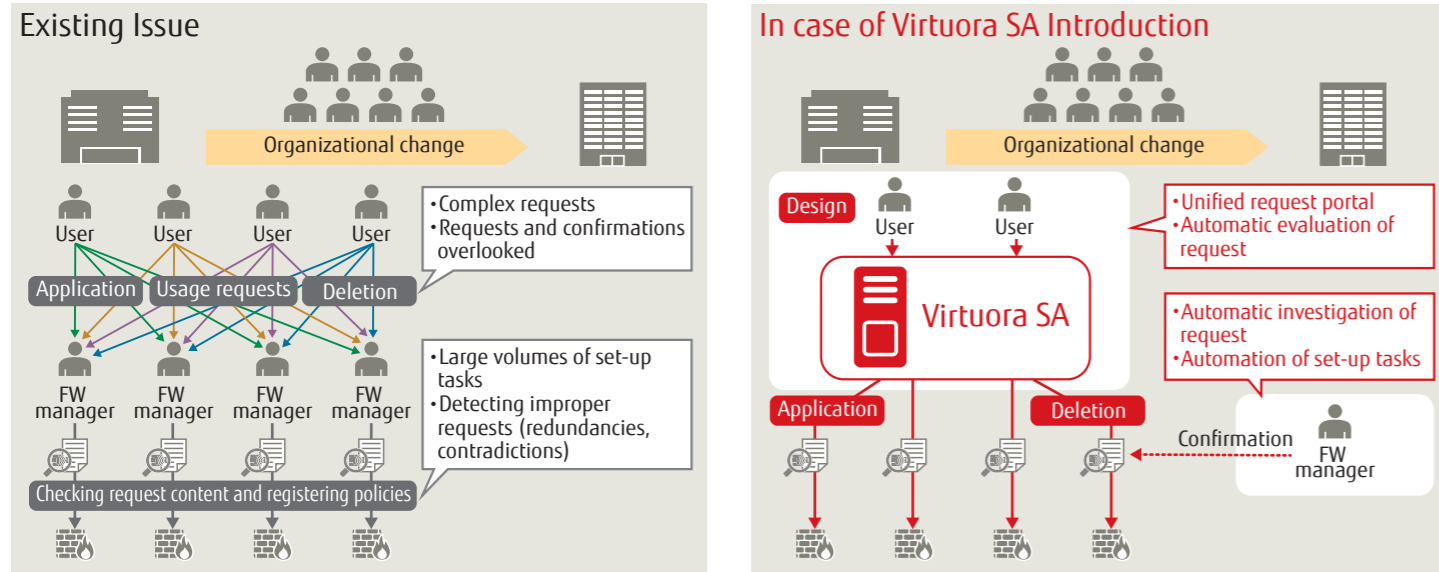 Existing Issue
Organizational change
User
User
User
User
・Complex requests
・Requests and confirmations
overlooked
Application
Usage requests
Deletion
FW
manager
FW
manager
FW
manager
FW
manager
・Large volumes of set-up
tasks
・Detecting improper
requests (redundancies,
contradictions)
Checking request content and registering policies
In case of Virtuora SA Introduction
Organizational change
Design
User
User
・Unified request portal
・Automatic evaluation of
request
Virtuora SA
・Automatic investigation of
request
・Automation of set-up tasks
Application
Deletion
Confirmation
FW
manager